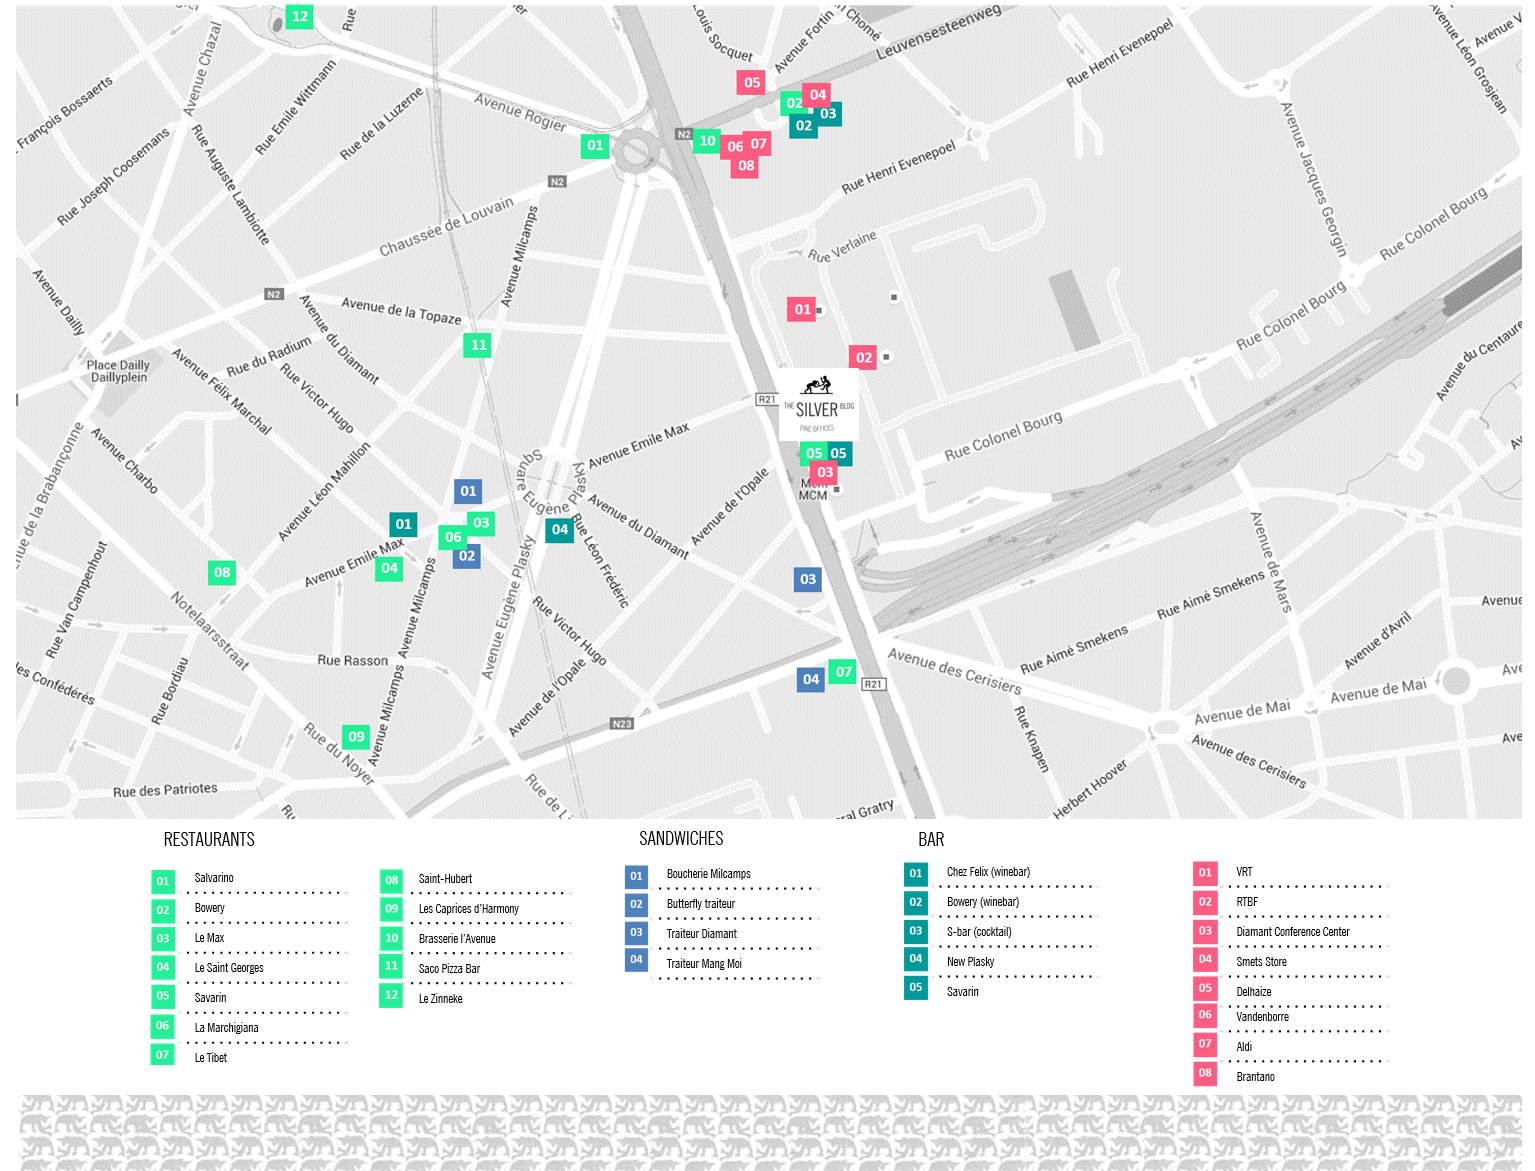 12
Rue
Avenue Chazal
Louis Socquet
Avenue Fortin
Chomé
Leuvensesteenweg
Rue Henri Evenepoel
Avenue Léon Grosjean
Avenue
François Bossaerts
Rue Emile Wittmann
Rue de la Luzerne
Avenue Rogier
05
04
02
03
02
N2
10
06
07
08
01
Rue Joseph Coosemans
Rue Auguste Lambiotte
N2
Rue Henri Evenepoel
Avenue Jacques Georgin
Rue Colonel Bourg
Chaussée de Louvain
Avenue Milcamps
Rue Verlaine
Avenue Dailly
N2
Avenue de la Topaze
Avenue du Diamant
01
Rue Colonel Bourg
11
02
Place Dailly
Daillyplein
Rue du Radium
Avenue Félix Marchal
Rue Victor Hugo
Avenue du Centaure
R21
THE SILVER BLDG
FINE OFFICES
Avenue Charbo
Avenue Léon Mahillon
Avenue Emile Max
Rue Colonel Bourg
05
05
03
MCM
Square Eugène Plasky
Avenue de l'Opale
01
01
03
06
02
04
04
Avenue Emile Max
Avenue du Diamant
Rue Léon Frédéric
Avenue de Mars
08
03
Rue Van Campenhout
Notelaarsstraat
Avenue Milcamps
Avenue Eugène Plasky
Rue Victor Hugo
Rue Aimé Smekens
Rue Aimé Smekens
Avenue d'Avril
Avenue
Rue Rasson
Rue Bordiau
les Confédérés
Avenue Milcamps
Avenue de l'Opale
04
07
R21
Avenue des Cerisiers
Avenue de Mai
Avenue de Mai
09
Rue du Noyer
N23
Rue Knapen
Avenue des Cerisiers
Herbert Hoover
Rue des Patriotes
Rue de Li
ral Gratry
RESTAURANTS
01 Salvarino
02 Bowery
03 Le Max
04 Le Saint Georges
05 Savarin
06 La Marchigiana
07 Le Tibet
08 Saint-Hubert
09 Les Caprices d'Harmony
10 Brasserie l'Avenue
11 Saco Pizza Bar
12 Le Zinneke
SANDWICHES
01 Boucherie Milcamps
02 Butterfly traiteur
03 Traiteur Diamant
04 Traiteur Mang Moi
BAR
01 Chez Felix (winebar)
02 Bowery (winebar)
03 S-bar (cocktail)
04 New Plasky
05 Savarin
01 VRT
02 RTBF
03 Diamant Conference Center
04 Smets Store
05 Delhaize
06 Vandenborre
07 Aldi
08 Brantano